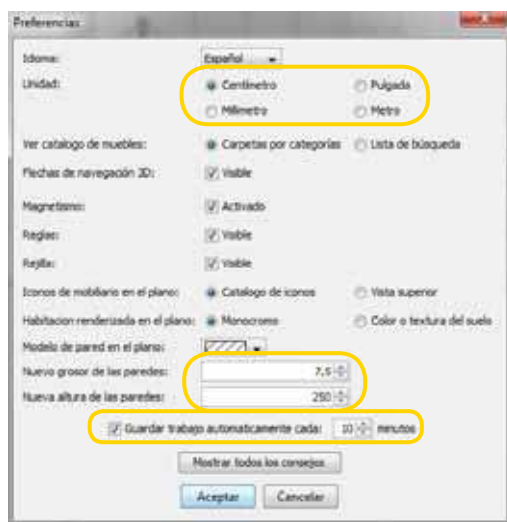 Preferencias
Idioma: Español
Unidad: Centímetro Pulgada
Milímetro Metro
Ver catalogo de muebles: Carpetas por categorías Lista de búsqueda
Flechas de navegación 3D: Visible
Magnetismo: Activado
Reglas: Visible
Rejilla: Visible
Iconos de mobiliario en el plano: Catalogo de iconos Vista superior
Habitacion renderizada en el plano: Monocromo Color o textura del suelo
Modelo de pared en el plano:
Nuevo grosor de las paredes: 7,5
Nueva altura de las paredes: 250
Guardar trabajo automaticamente cada: 10 minutos
Mostrar todos los consejos
Aceptar Cancelar